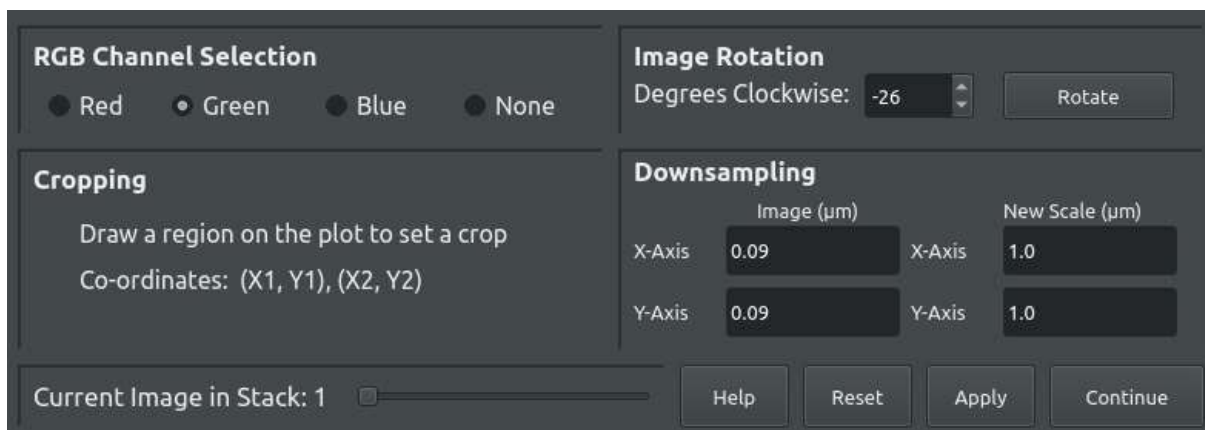 RGB Channel Selection
Red Green Blue None
Image Rotation
Degrees Clockwise: -26 Rotate
Cropping
Draw a region on the plot to set a crop
Co-ordinates: (X1, Y1), (X2, Y2)
Downsampling
Image (µm) New Scale (µm)
X-Axis 0.09 X-Axis 1.0
Y-Axis 0.09 Y-Axis 1.0
Current Image in Stack: 1
Help Reset Apply Continue